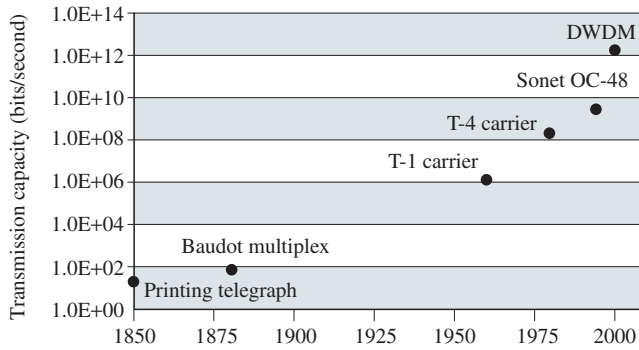 Transmission capacity (bits/second)
1.0E+14
1.0E+12
1.0E+10
1.0E+08
1.0E+06
1.0E+04
1.0E+02
1.0E+00
DWDM
Sonet OC-48
T-4 carrier
T-1 carrier
Baudot multiplex
Printing telegraph
1850 1875 1900 1925 1950 1975 2000